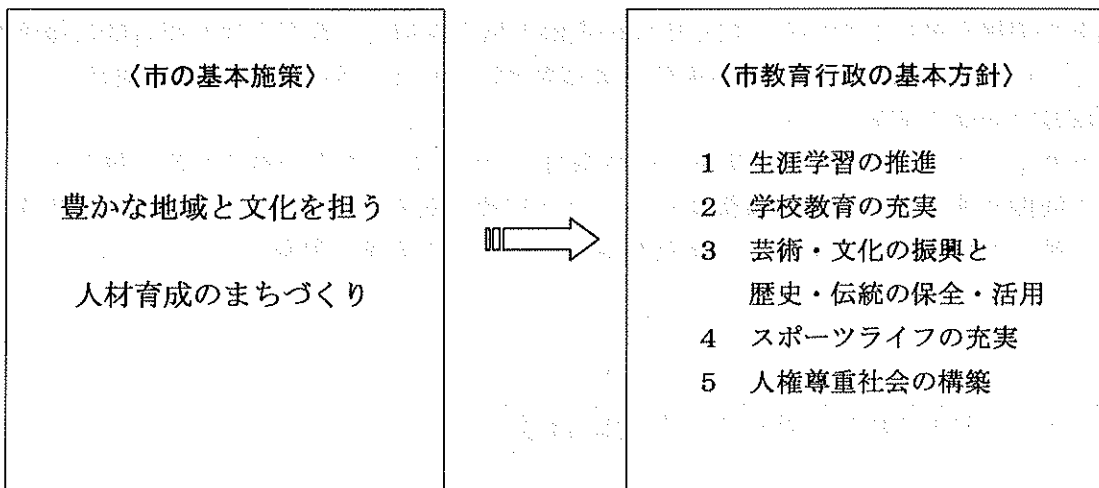 〈市の基本施策〉
豊かな地域と文化を担う
人材育成のまちづくり
〈市教育行政の基本方針〉
1 生涯学習の推進
2 学校教育の充実
3 芸術・文化の振興と
歴史・伝統の保全・活用
4 スポーツライフの充実
5 人権尊重社会の構築